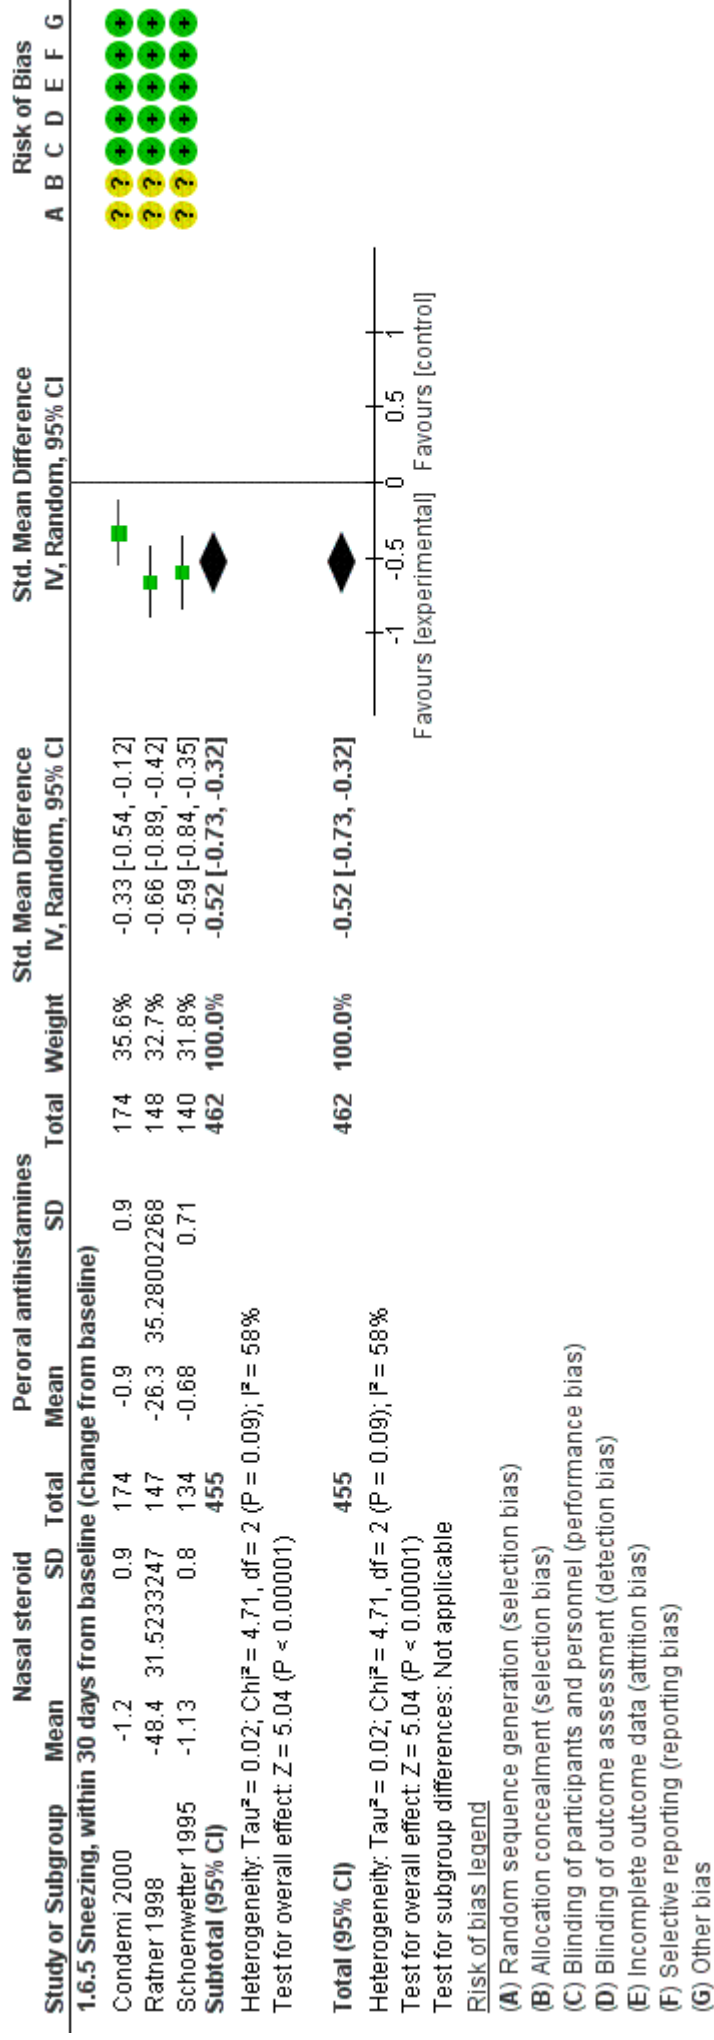 Nasal steroid Peroral antihistamines Std. Mean Difference Std. Mean Difference Risk of Bias
Study or Subgroup Mean SD Total Mean SD Total Weight IV, Random, 95% CI IV, Random, 95% CI A B C D E F G
1.6.5 Sneezing, within 30 days from baseline (change from baseline)
Condemi 2000 -1.2 0.9 174 -0.9 0.9 174 35.6% -0.33 [-0.54, -0.12] ? ? + + + + +
Ratner 1998 -48.4 31.5233247 147 -26.3 35.28002268 148 32.7% -0.66 [-0.89, -0.42] ? ? + + + + +
Schoenwetter 1995 -1.13 0.8 134 -0.68 0.71 140 31.8% -0.59 [-0.84, -0.35] ? ? + + + + +
Subtotal (95% CI) 455 462 100.0% -0.52 [-0.73, -0.32]
Heterogeneity: Tau² = 0.02; Chi² = 4.71, df = 2 (P = 0.09); I² = 58%
Test for overall effect: Z = 5.04 (P < 0.00001)
Total (95% CI) 455 462 100.0% -0.52 [-0.73, -0.32]
Heterogeneity: Tau² = 0.02; Chi² = 4.71, df = 2 (P = 0.09); I² = 58%
Test for overall effect: Z = 5.04 (P < 0.00001)
Test for subgroup differences: Not applicable
-1 -0.5 0 0.5 1
Favours [experimental] Favours [control]
Risk of bias legend
(A) Random sequence generation (selection bias)
(B) Allocation concealment (selection bias)
(C) Blinding of participants and personnel (performance bias)
(D) Blinding of outcome assessment (detection bias)
(E) Incomplete outcome data (attrition bias)
(F) Selective reporting (reporting bias)
(G) Other bias